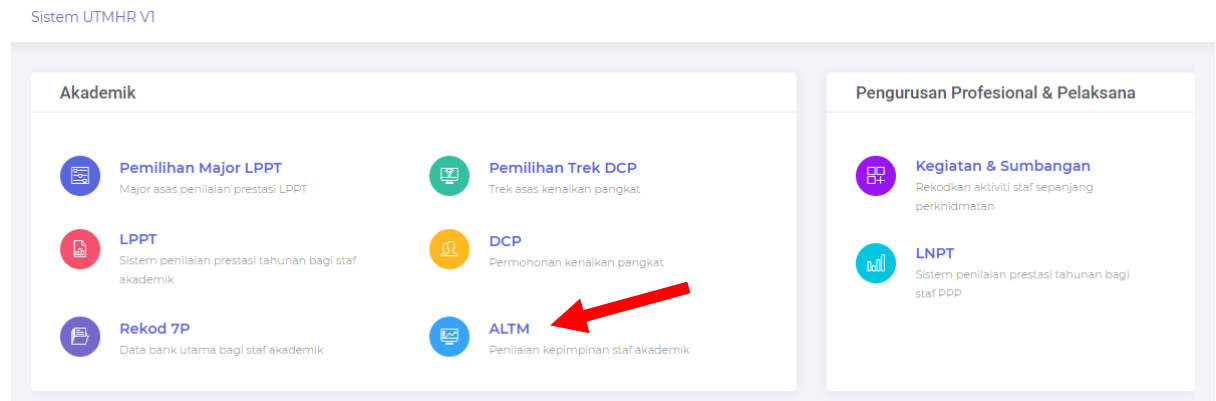 Sistem UTMHR V1
Akademik
Pemilihan Major LPPT
Major asas penilaian prestasi LPPT
Pemilihan Trek DCP
Trek asas kenaikan pangkat
LPPT
Sistem penilaian prestasi tahunan bagi staf
akademik
DCP
Permohonan kenaikan pangkat
Rekod 7P
Data bank utama bagi staf akademik
ALTM
Penilaian kepimpinan staf akademik
Pengurusan Profesional & Pelaksana
Kegiatan & Sumbangan
Rekodkan aktiviti staf sepanjang
perkhidmatan
LNPT
Sistem penilaian prestasi tahunan bagi
staf PPP